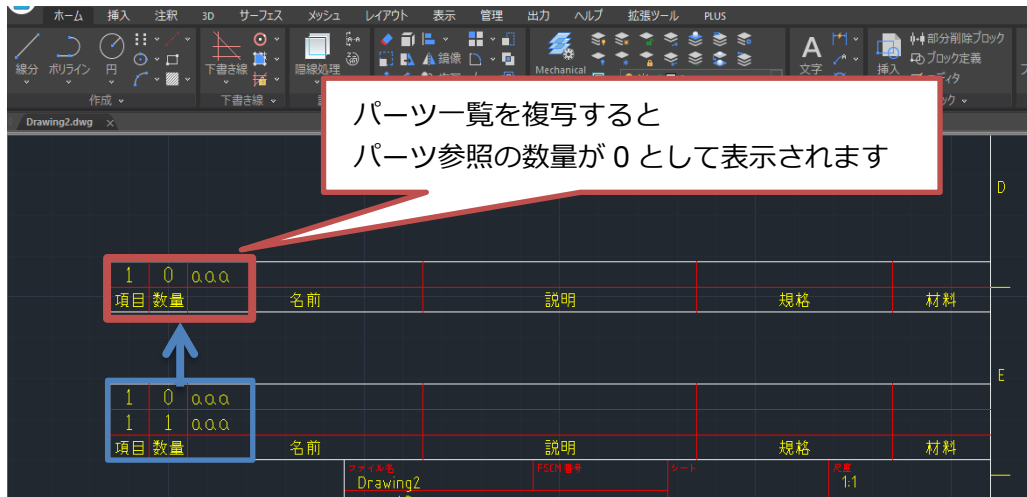 ホーム 挿入 注釈 3D サーフェス メッシュ レイアウト 表示 管理 出力 ヘルプ 拡張ツール PLUS
線分 ポリライン 円 下書き線 隠線処理 鏡像 Mechanical 文字 挿入 部分削除ブロック
ブロック定義
作成 下書き線
Drawing2.dwg
パーツ一覧を複写すると
パーツ参照の数量が 0 として表示されます
D
1 0 a.a.a
項目 数量 名前 説明 規格 材料
E
1 0 a.a.a
1 1 a.a.a
項目 数量 名前 説明 規格 材料
ファイル名 FSCM 番号 シート 尺度
Drawing2 1:1